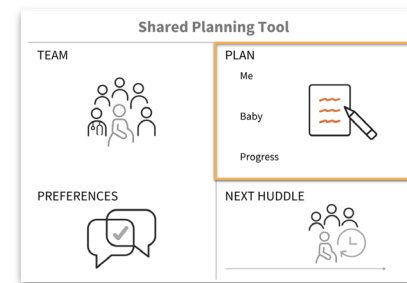 Shared Planning Tool
TEAM
PLAN
Me
Baby
Progress
PREFERENCES
NEXT HUDDLE